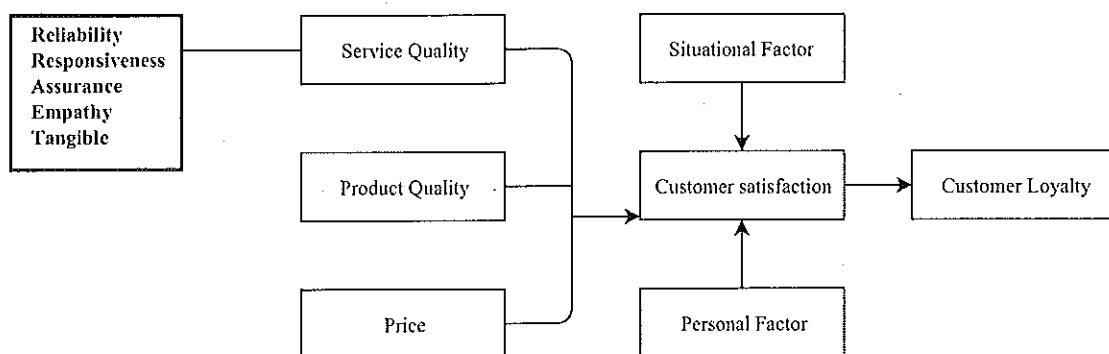 Reliability
Responsiveness
Assurance
Empathy
Tangible
Service Quality
Product Quality
Price
Situational Factor
Customer satisfaction
Personal Factor
Customer Loyalty